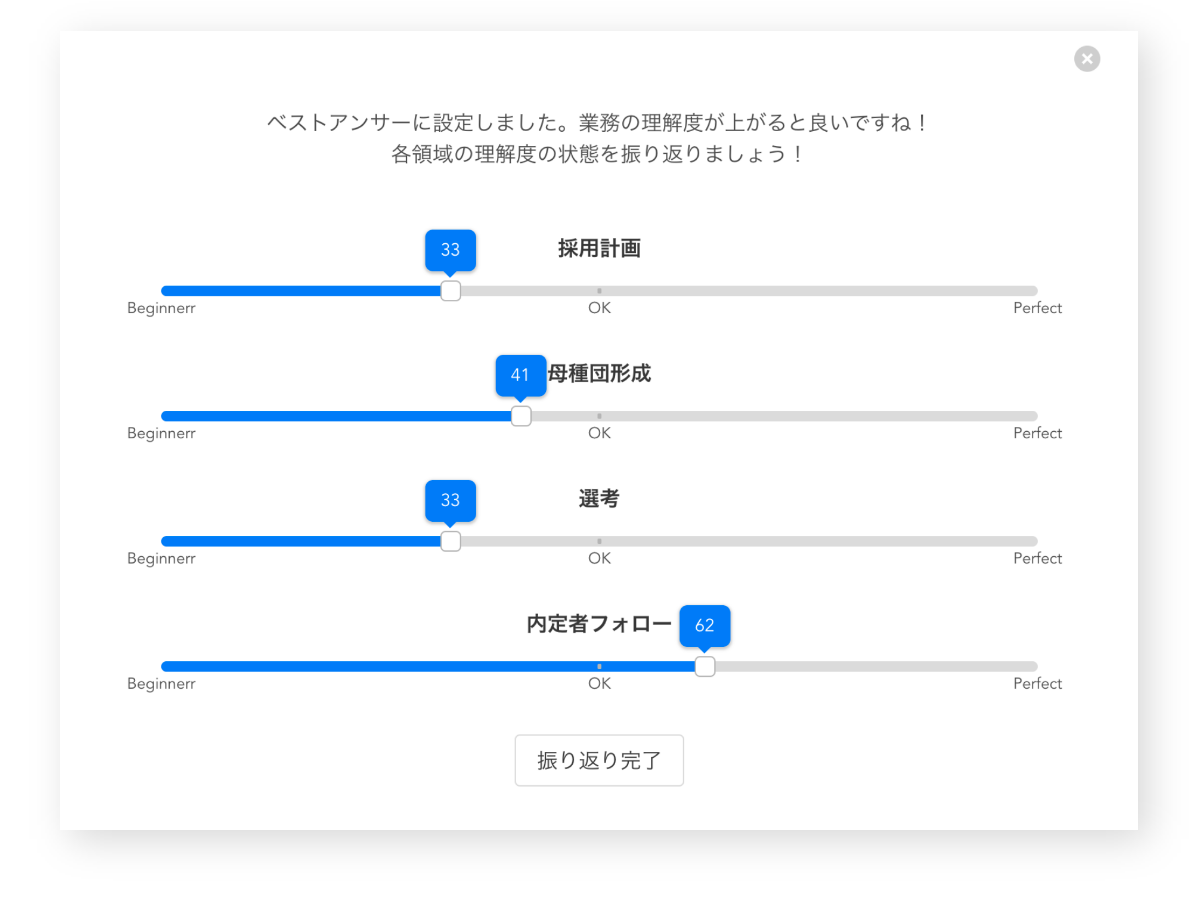 ベストアンサーに設定しました。業務の理解度が上がると良いですね！
各領域の理解度の状態を振り返りましょう！
採用計画
33
Beginnerr OK Perfect
母種団形成
41
Beginnerr OK Perfect
選考
33
Beginnerr OK Perfect
内定者フォロー
62
Beginnerr OK Perfect
振り返り完了